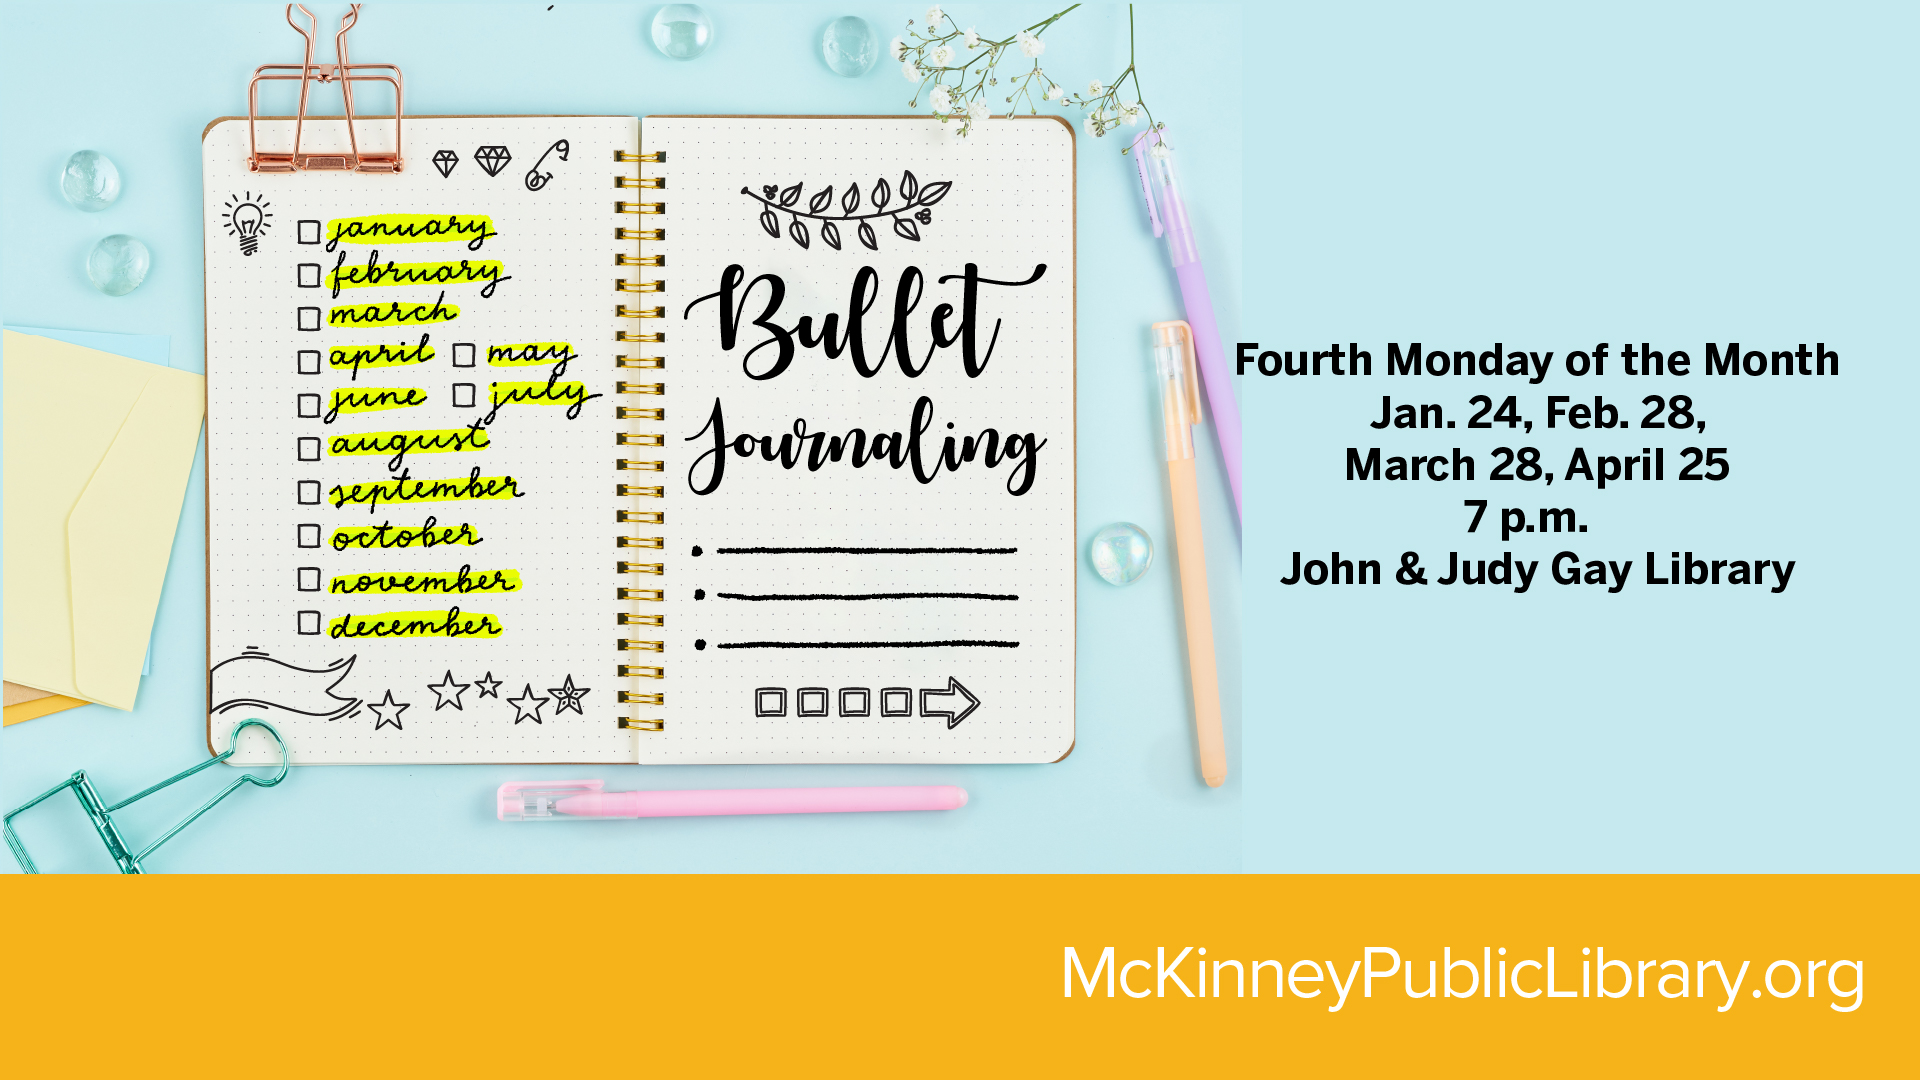 january
february
march
april may
june july
august
september
october
november
december
Bullet
Journaling
Fourth Monday of the Month
Jan. 24, Feb. 28,
March 28, April 25
7 p.m.
John & Judy Gay Library
McKinneyPublicLibrary.org